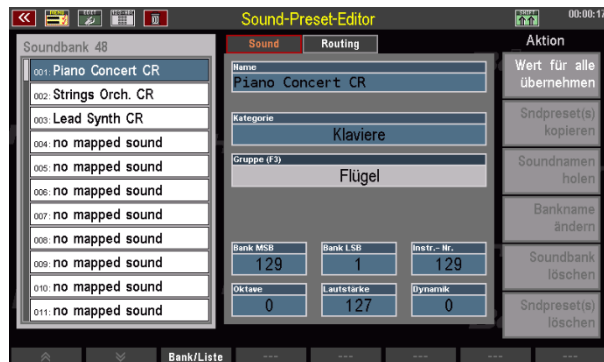 Sound-Preset-Editor
00:00:17
Soundbank 48
001: Piano Concert CR
002: Strings Orch. CR
003: Lead Synth CR
004: no mapped sound
005: no mapped sound
006: no mapped sound
007: no mapped sound
008: no mapped sound
009: no mapped sound
010: no mapped sound
011: no mapped sound
Sound
Routing
Name
Piano Concert CR
Kategorie
Klaviere
Gruppe (F3)
Flügel
Bank MSB
129
Bank LSB
1
Instr.- Nr.
129
Oktave
0
Lautstärke
127
Dynamik
0
Aktion
Wert für alle
übernehmen
Sndpreset(s)
kopieren
Soundnamen
holen
Bankname
ändern
Soundbank
löschen
Sndpreset(s)
löschen
Bank/Liste
--- --- --- --- ---